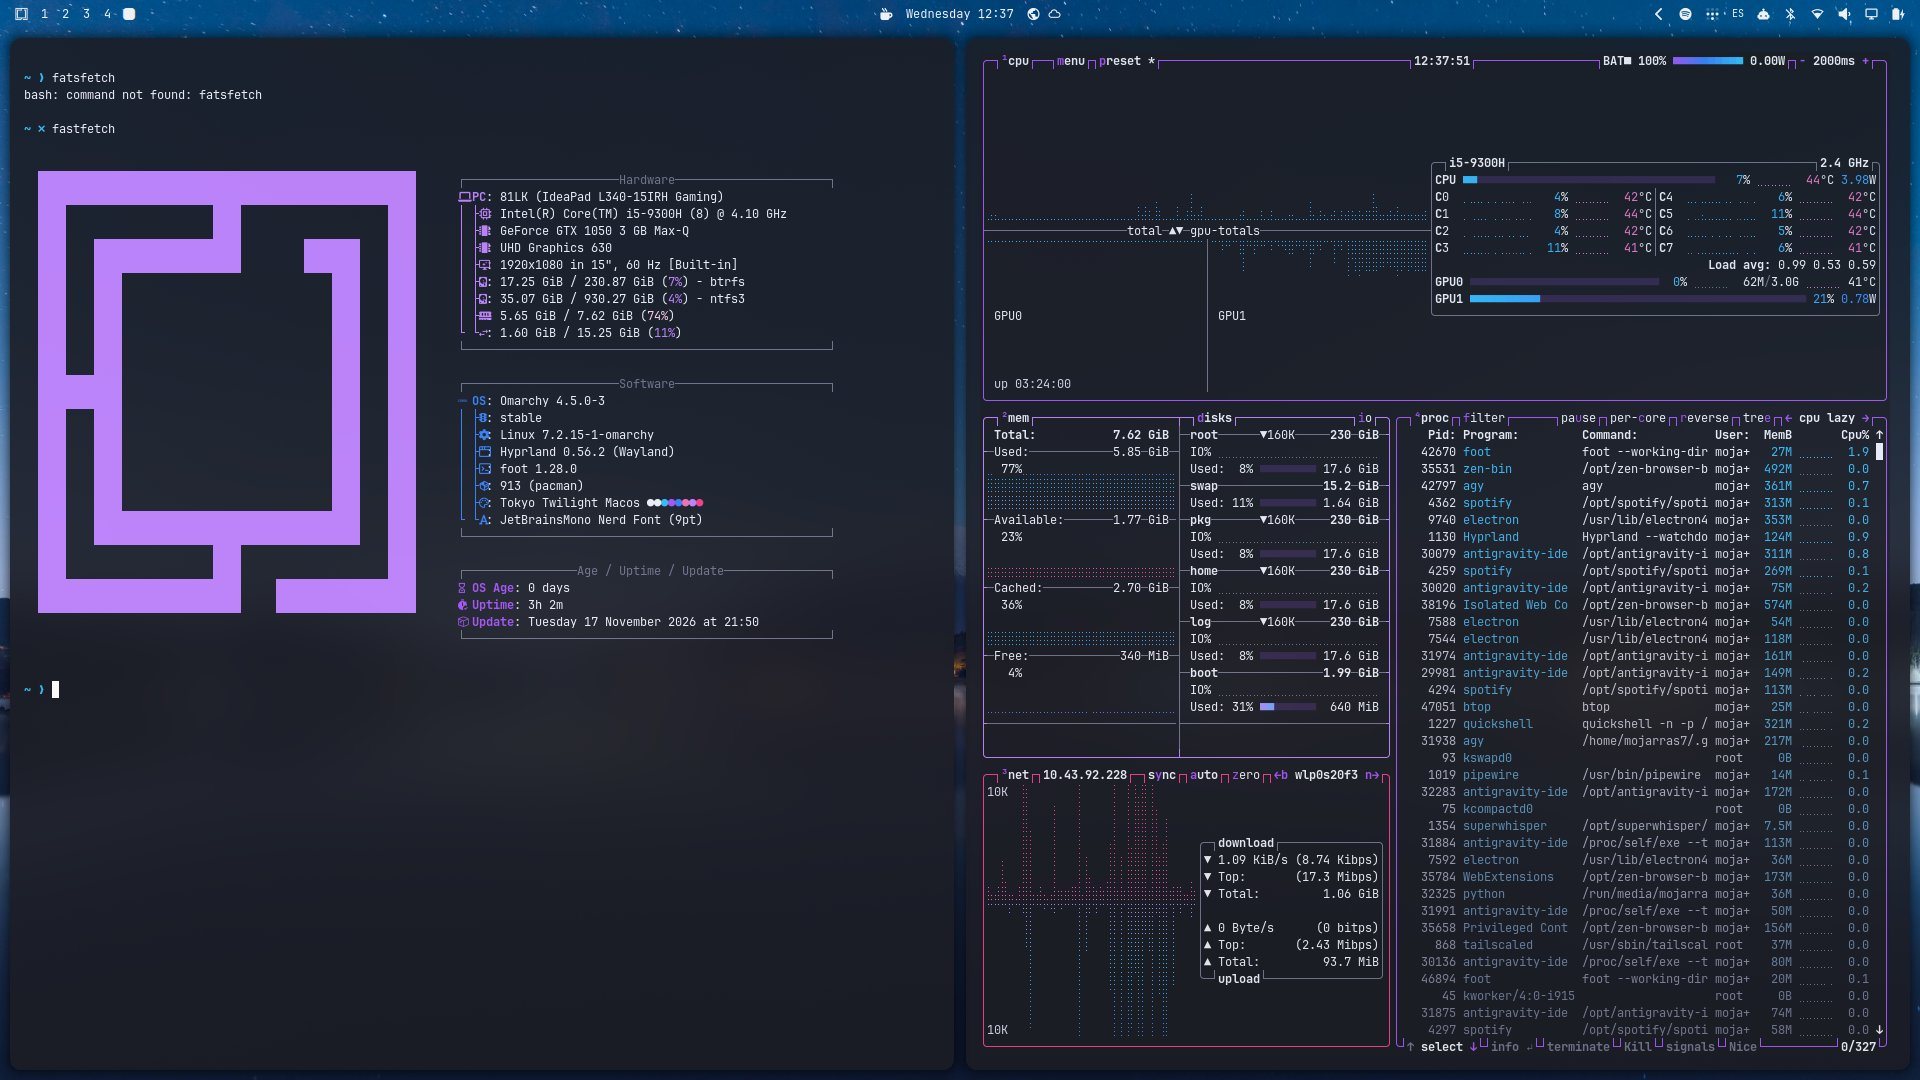 1 2 3 4
Wednesday 12:37
ES
~ ❯ fatsfetch
bash: command not found: fatsfetch
~ × fastfetch
Hardware
PC: 81LK (IdeaPad L340-15IRH Gaming)
: Intel(R) Core(TM) i5-9300H (8) @ 4.10 GHz
: GeForce GTX 1050 3 GB Max-Q
: UHD Graphics 630
: 1920x1080 in 15", 60 Hz [Built-in]
: 17.25 GiB / 230.87 GiB (7%) - btrfs
: 35.07 GiB / 930.27 GiB (4%) - ntfs3
: 5.65 GiB / 7.62 GiB (74%)
: 1.60 GiB / 15.25 GiB (11%)
Software
OS: Omarchy 4.5.0-3
: stable
: Linux 7.2.15-1-omarchy
: Hyprland 0.56.2 (Wayland)
: foot 1.28.0
: 913 (pacman)
: Tokyo Twilight Macos
: JetBrainsMono Nerd Font (9pt)
Age / Uptime / Update
OS Age: 0 days
Uptime: 3h 2m
Update: Tuesday 17 November 2026 at 21:50
~ ❯
¹cpu menu preset * 12:37:51 BAT■ 100% 0.00W - 2000ms +
i5-9300H 2.4 GHz
CPU 7% 44°C 3.98W
C0 4% 42°C C4 6% 42°C
C1 8% 44°C C5 11% 44°C
C2 4% 42°C C6 5% 42°C
C3 11% 41°C C7 6% 41°C
Load avg: 0.99 0.53 0.59
GPU0 0% 62M/3.0G 41°C
GPU1 21% 0.78W
total ▲▼ gpu-totals
GPU0 GPU1
up 03:24:00
²mem
Total: 7.62 GiB
Used: 5.85 GiB
77%
Available: 1.77 GiB
23%
Cached: 2.70 GiB
36%
Free: 340 MiB
4%
disks io
root ▼160K 230 GiB
IO%
Used: 8% 17.6 GiB
swap 15.2 GiB
Used: 11% 1.64 GiB
pkg ▼160K 230 GiB
IO%
Used: 8% 17.6 GiB
home ▼160K 230 GiB
IO%
Used: 8% 17.6 GiB
log ▼160K 230 GiB
IO%
Used: 8% 17.6 GiB
boot 1.99 GiB
IO%
Used: 31% 640 MiB
³net 10.43.92.228 sync auto zero ←b wlp0s20f3 n→
10K
download
▼ 1.09 KiB/s (8.74 Kibps)
▼ Top: (17.3 Mibps)
▼ Total: 1.06 GiB
▲ 0 Byte/s (0 bitps)
▲ Top: (2.43 Mibps)
▲ Total: 93.7 MiB
upload
10K
⁴proc filter pause per-core reverse tree ← cpu lazy →
Pid: Program: Command: User: MemB Cpu% ↑
42670 foot foot --working-dir moja+ 27M 1.9
35531 zen-bin /opt/zen-browser-b moja+ 492M 0.0
42797 agy agy moja+ 361M 0.7
4362 spotify /opt/spotify/spoti moja+ 313M 0.1
9740 electron /usr/lib/electron4 moja+ 353M 0.0
1130 Hyprland Hyprland --watchdo moja+ 124M 0.9
30079 antigravity-ide /opt/antigravity-i moja+ 311M 0.8
4259 spotify /opt/spotify/spoti moja+ 269M 0.1
30020 antigravity-ide /opt/antigravity-i moja+ 75M 0.2
38196 Isolated Web Co /opt/zen-browser-b moja+ 574M 0.0
7588 electron /usr/lib/electron4 moja+ 54M 0.0
7544 electron /usr/lib/electron4 moja+ 118M 0.0
31974 antigravity-ide /opt/antigravity-i moja+ 161M 0.0
29981 antigravity-ide /opt/antigravity-i moja+ 149M 0.2
4294 spotify /opt/spotify/spoti moja+ 113M 0.0
47051 btop btop moja+ 25M 0.0
1227 quickshell quickshell -n -p / moja+ 321M 0.2
31938 agy /home/mojarras7/.g moja+ 217M 0.0
93 kswapd0 root 0B 0.0
1019 pipewire /usr/bin/pipewire moja+ 14M 0.1
32283 antigravity-ide /opt/antigravity-i moja+ 172M 0.0
75 kcompactd0 root 0B 0.0
1354 superwhisper /opt/superwhisper/ moja+ 7.5M 0.0
31884 antigravity-ide /proc/self/exe --t moja+ 113M 0.0
7592 electron /usr/lib/electron4 moja+ 36M 0.0
35784 WebExtensions /opt/zen-browser-b moja+ 173M 0.0
32325 python /run/media/mojarra moja+ 36M 0.0
31991 antigravity-ide /proc/self/exe --t moja+ 50M 0.0
35658 Privileged Cont /opt/zen-browser-b moja+ 156M 0.0
868 tailscaled /usr/sbin/tailscal root 37M 0.0
30136 antigravity-ide /proc/self/exe --t moja+ 80M 0.0
46894 foot foot --working-dir moja+ 20M 0.1
45 kworker/4:0-i915 root 0B 0.0
31875 antigravity-ide /opt/antigravity-i moja+ 74M 0.0
4297 spotify /opt/spotify/spoti moja+ 58M 0.0 ↓
↑ select ↓ info ↵ terminate Kill signals Nice 0/327